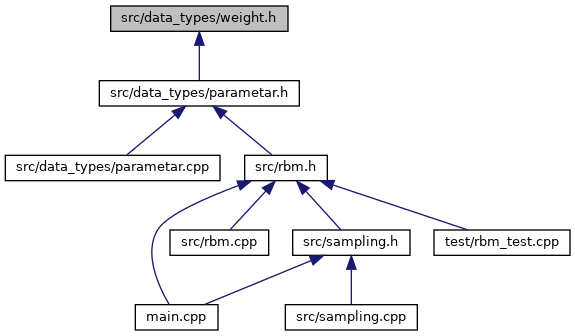 src/data_types/weight.h
src/data_types/parametar.h
src/data_types/parametar.cpp
src/rbm.h
src/rbm.cpp
src/sampling.h
test/rbm_test.cpp
main.cpp
src/sampling.cpp